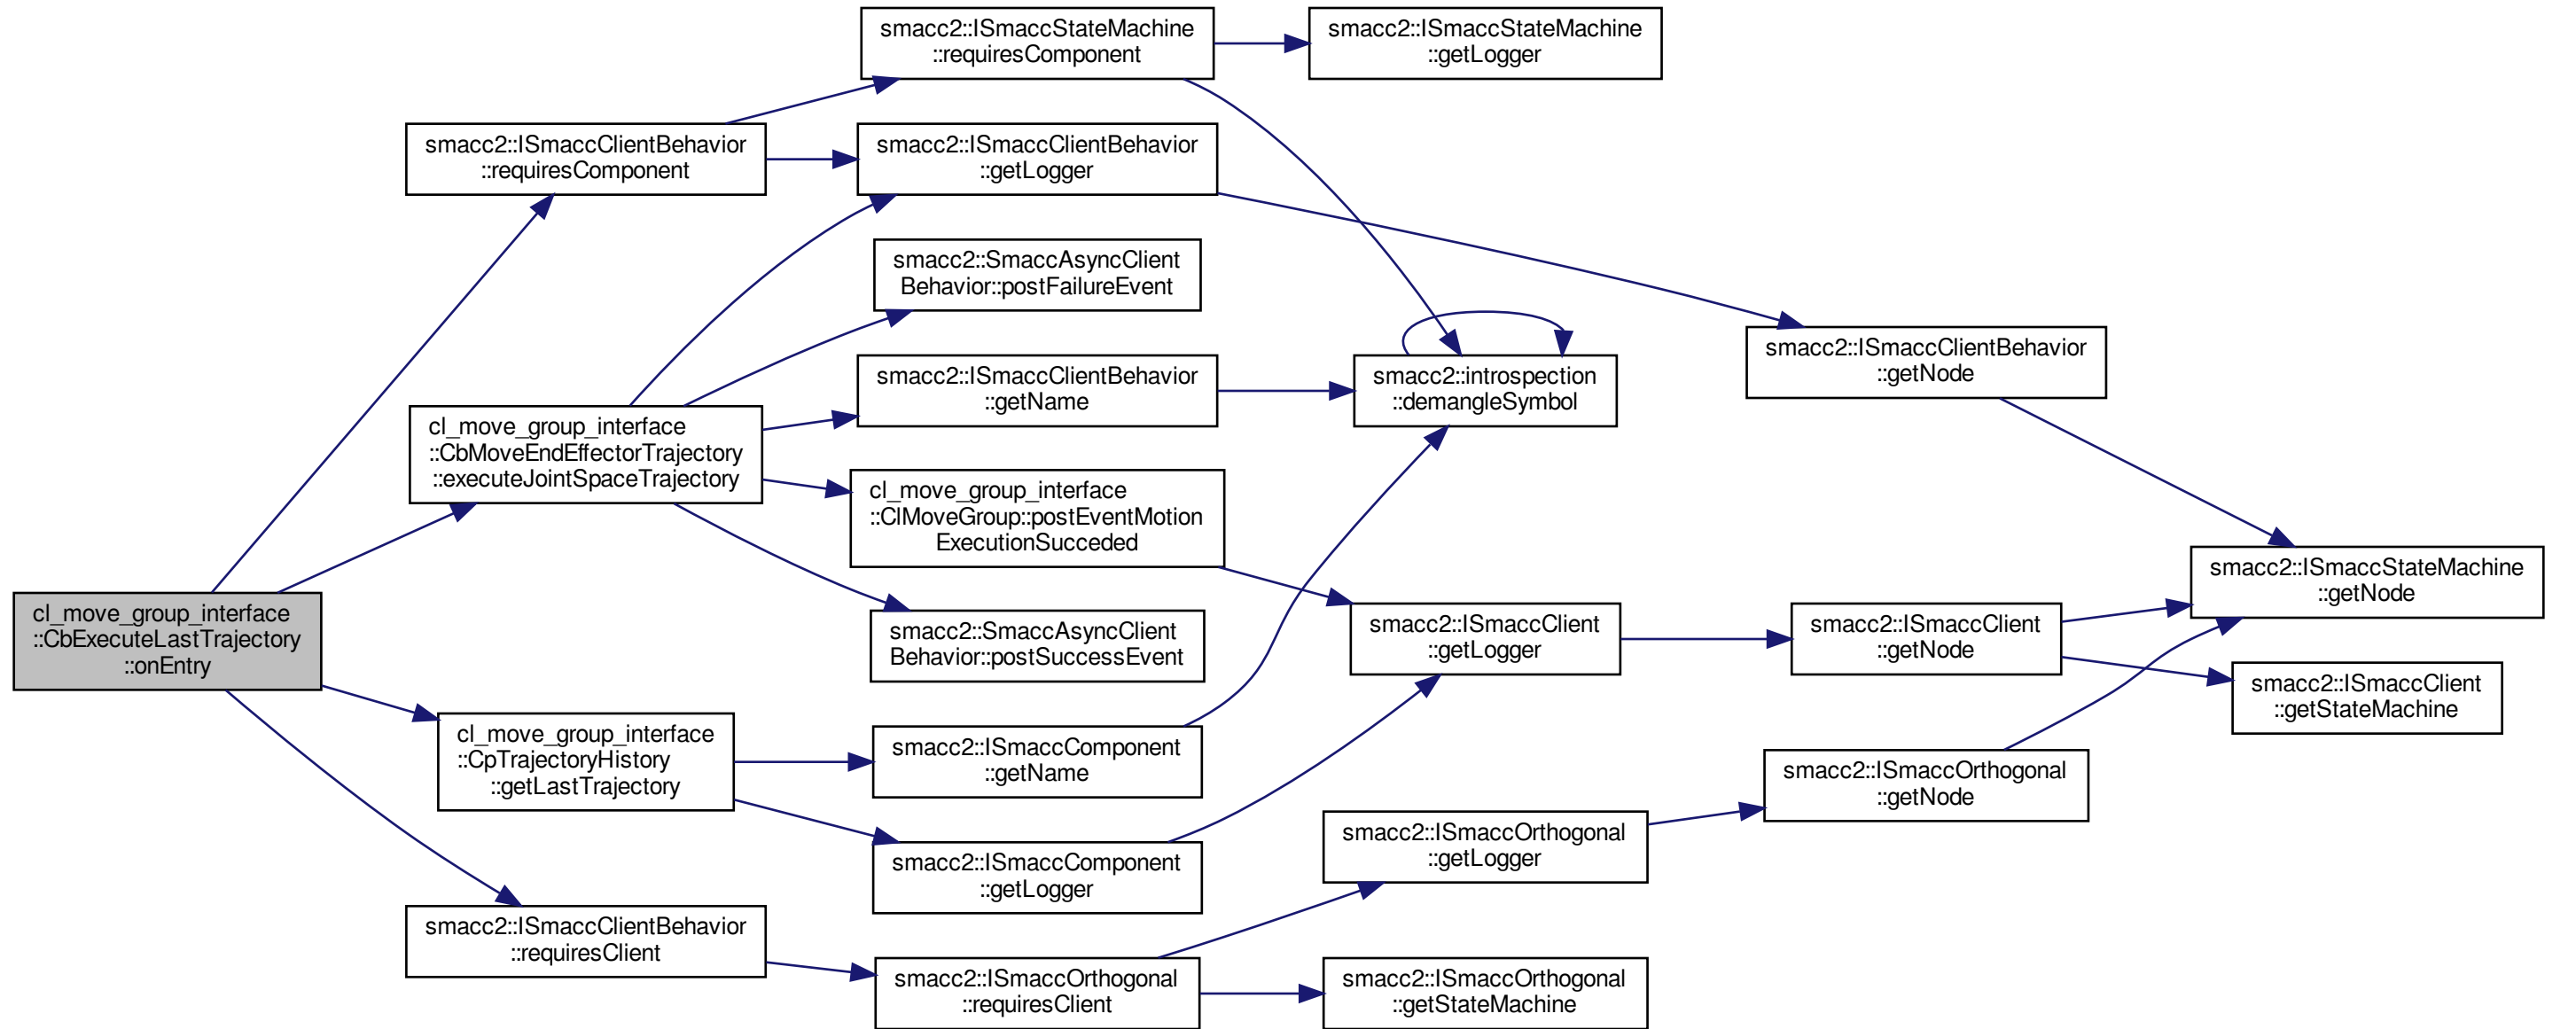 cl_move_group_interface
::CbExecuteLastTrajectory
::onEntry
smacc2::ISmaccClientBehavior
::requiresComponent
smacc2::ISmaccStateMachine
::requiresComponent
smacc2::ISmaccStateMachine
::getLogger
smacc2::ISmaccClientBehavior
::getLogger
smacc2::SmaccAsyncClient
Behavior::postFailureEvent
smacc2::ISmaccClientBehavior
::getName
smacc2::introspection
::demangleSymbol
smacc2::ISmaccClientBehavior
::getNode
cl_move_group_interface
::CbMoveEndEffectorTrajectory
::executeJointSpaceTrajectory
cl_move_group_interface
::ClMoveGroup::postEventMotion
ExecutionSucceded
smacc2::SmaccAsyncClient
Behavior::postSuccessEvent
smacc2::ISmaccClient
::getLogger
smacc2::ISmaccClient
::getNode
smacc2::ISmaccStateMachine
::getNode
smacc2::ISmaccClient
::getStateMachine
cl_move_group_interface
::CpTrajectoryHistory
::getLastTrajectory
smacc2::ISmaccComponent
::getName
smacc2::ISmaccComponent
::getLogger
smacc2::ISmaccOrthogonal
::getLogger
smacc2::ISmaccOrthogonal
::getNode
smacc2::ISmaccClientBehavior
::requiresClient
smacc2::ISmaccOrthogonal
::requiresClient
smacc2::ISmaccOrthogonal
::getStateMachine